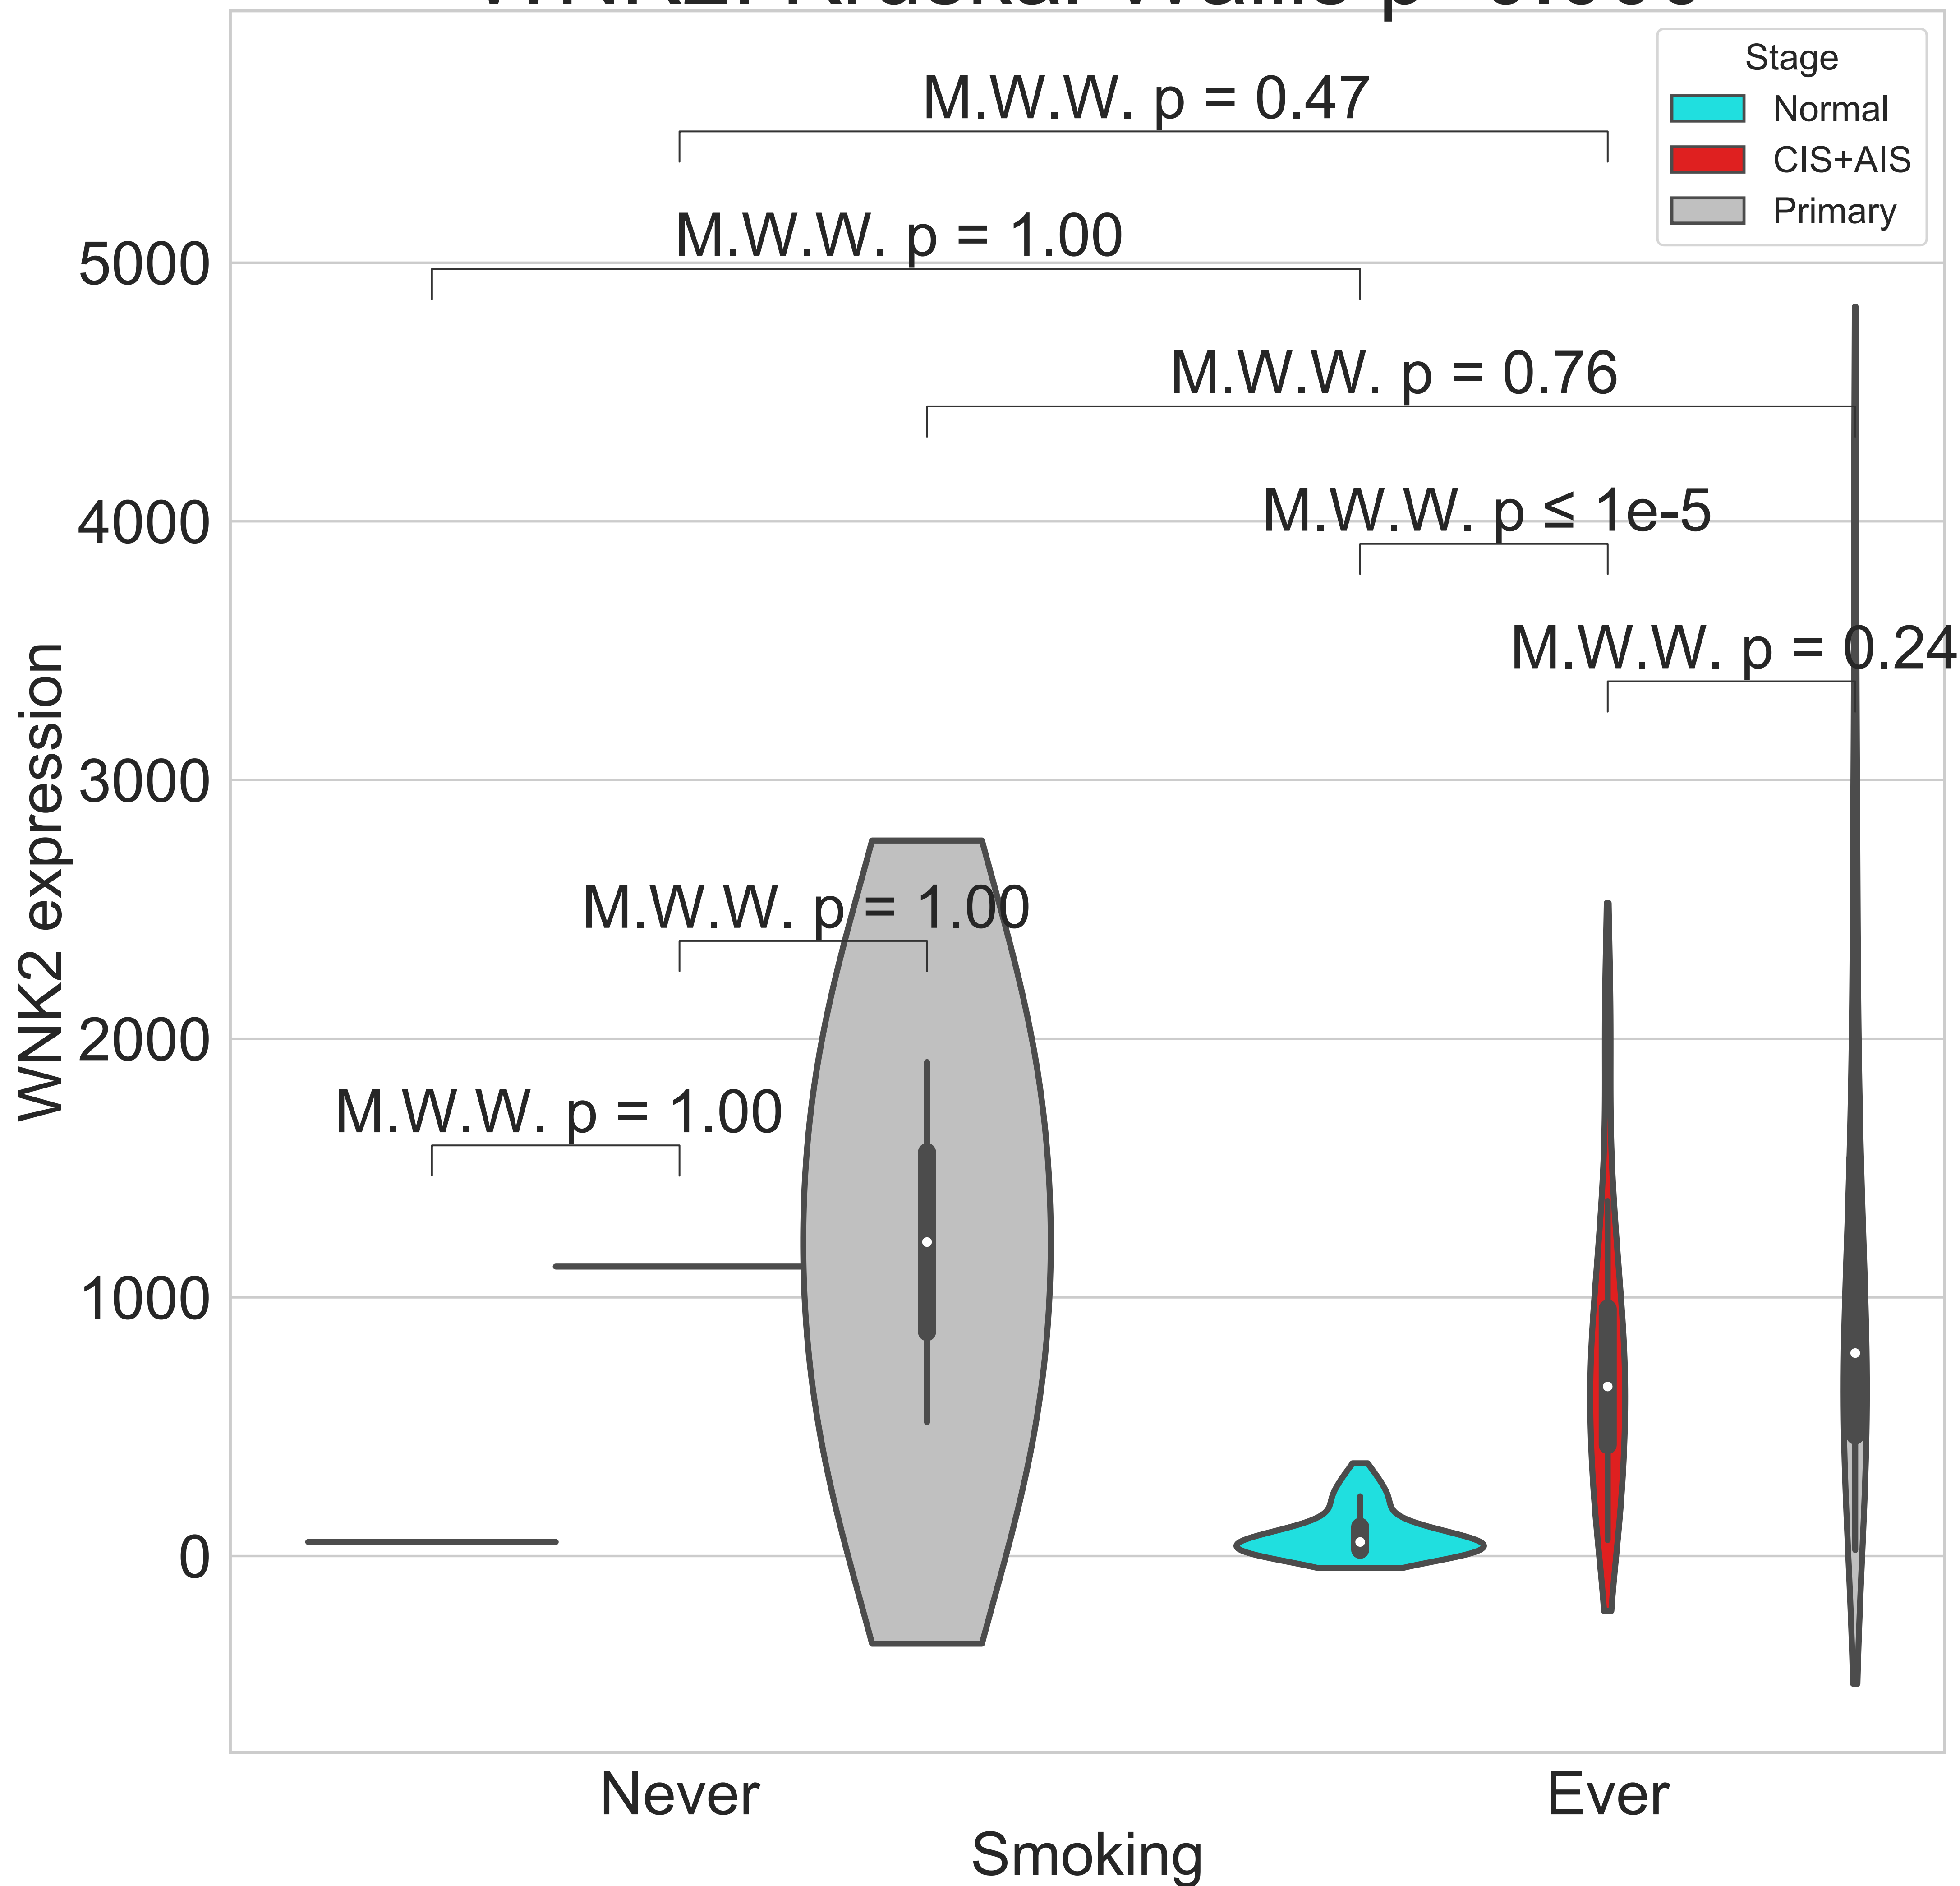 Stage
Normal
CIS+AIS
Primary
M.W.W. p = 0.47
M.W.W. p = 1.00
M.W.W. p = 0.76
M.W.W. p ≤ 1e-5
M.W.W. p = 0.24
M.W.W. p = 1.00
M.W.W. p = 1.00
5000
4000
3000
2000
1000
0
WNK2 expression
Never
Ever
Smoking